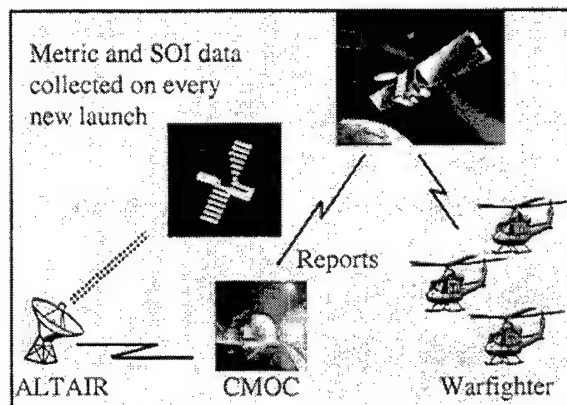 Metric and SOI data
collected on every
new launch
Reports
ALTAIR
CMOC
Warfighter